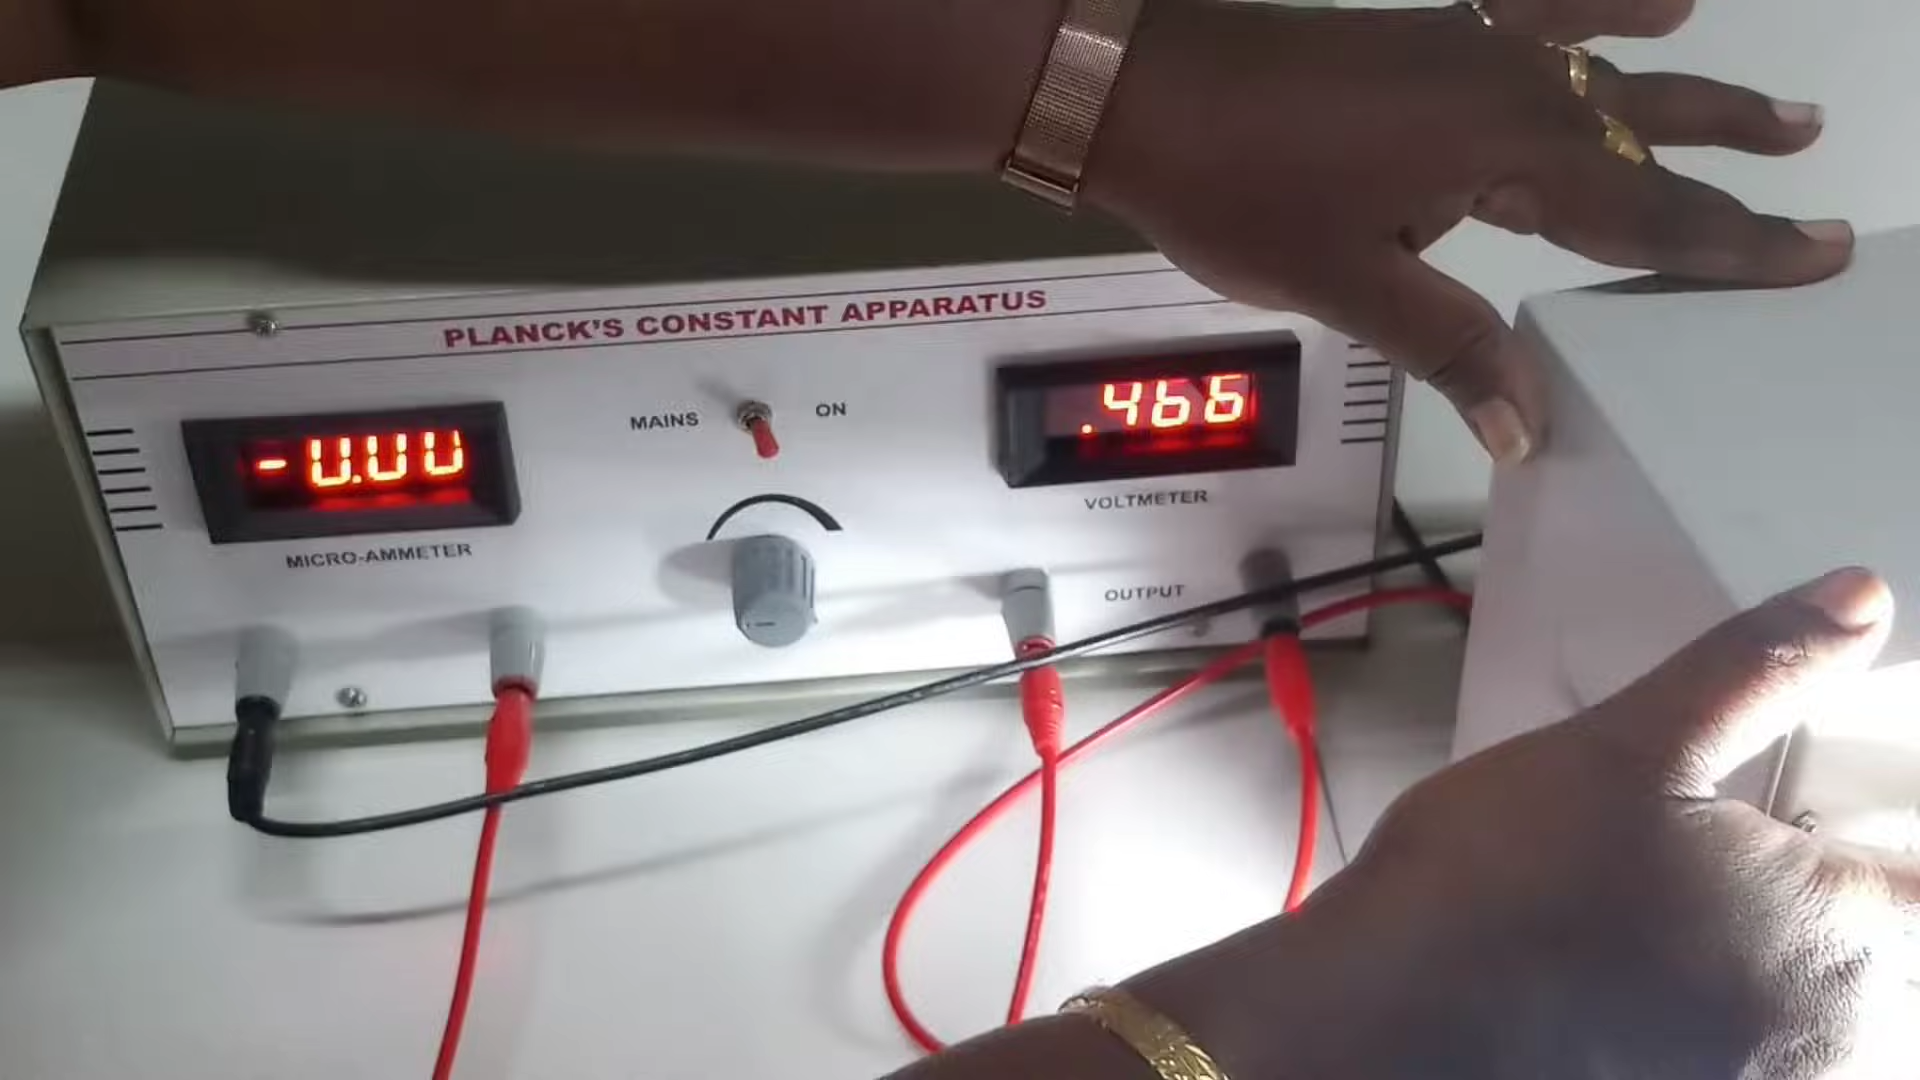 PLANCK'S CONSTANT APPARATUS
-0.00
MAINS
ON
.466
MICRO-AMMETER
VOLTMETER
OUTPUT